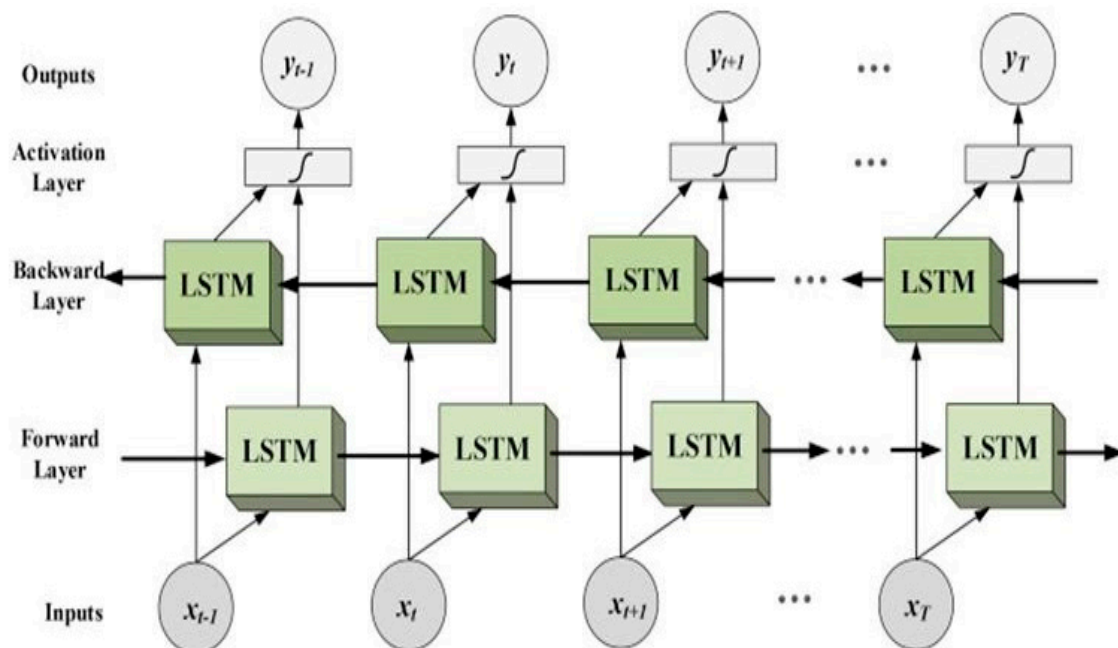 Outputs
y_{t-1} y_t y_{t+1} ... y_T
Activation
Layer
∫ ∫ ∫ ... ∫
Backward
Layer
LSTM LSTM LSTM ... LSTM
Forward
Layer
LSTM LSTM LSTM ... LSTM
Inputs
x_{t-1} x_t x_{t+1} ... x_T